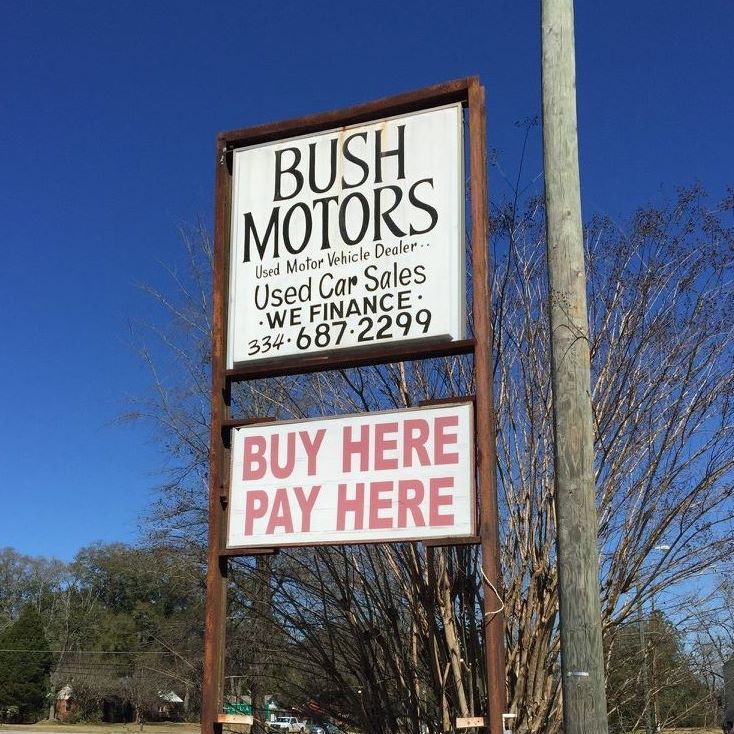 BUSH
MOTORS
Used Motor Vehicle Dealer..
Used Car Sales
·WE FINANCE·
334·687·2299
BUY HERE
PAY HERE